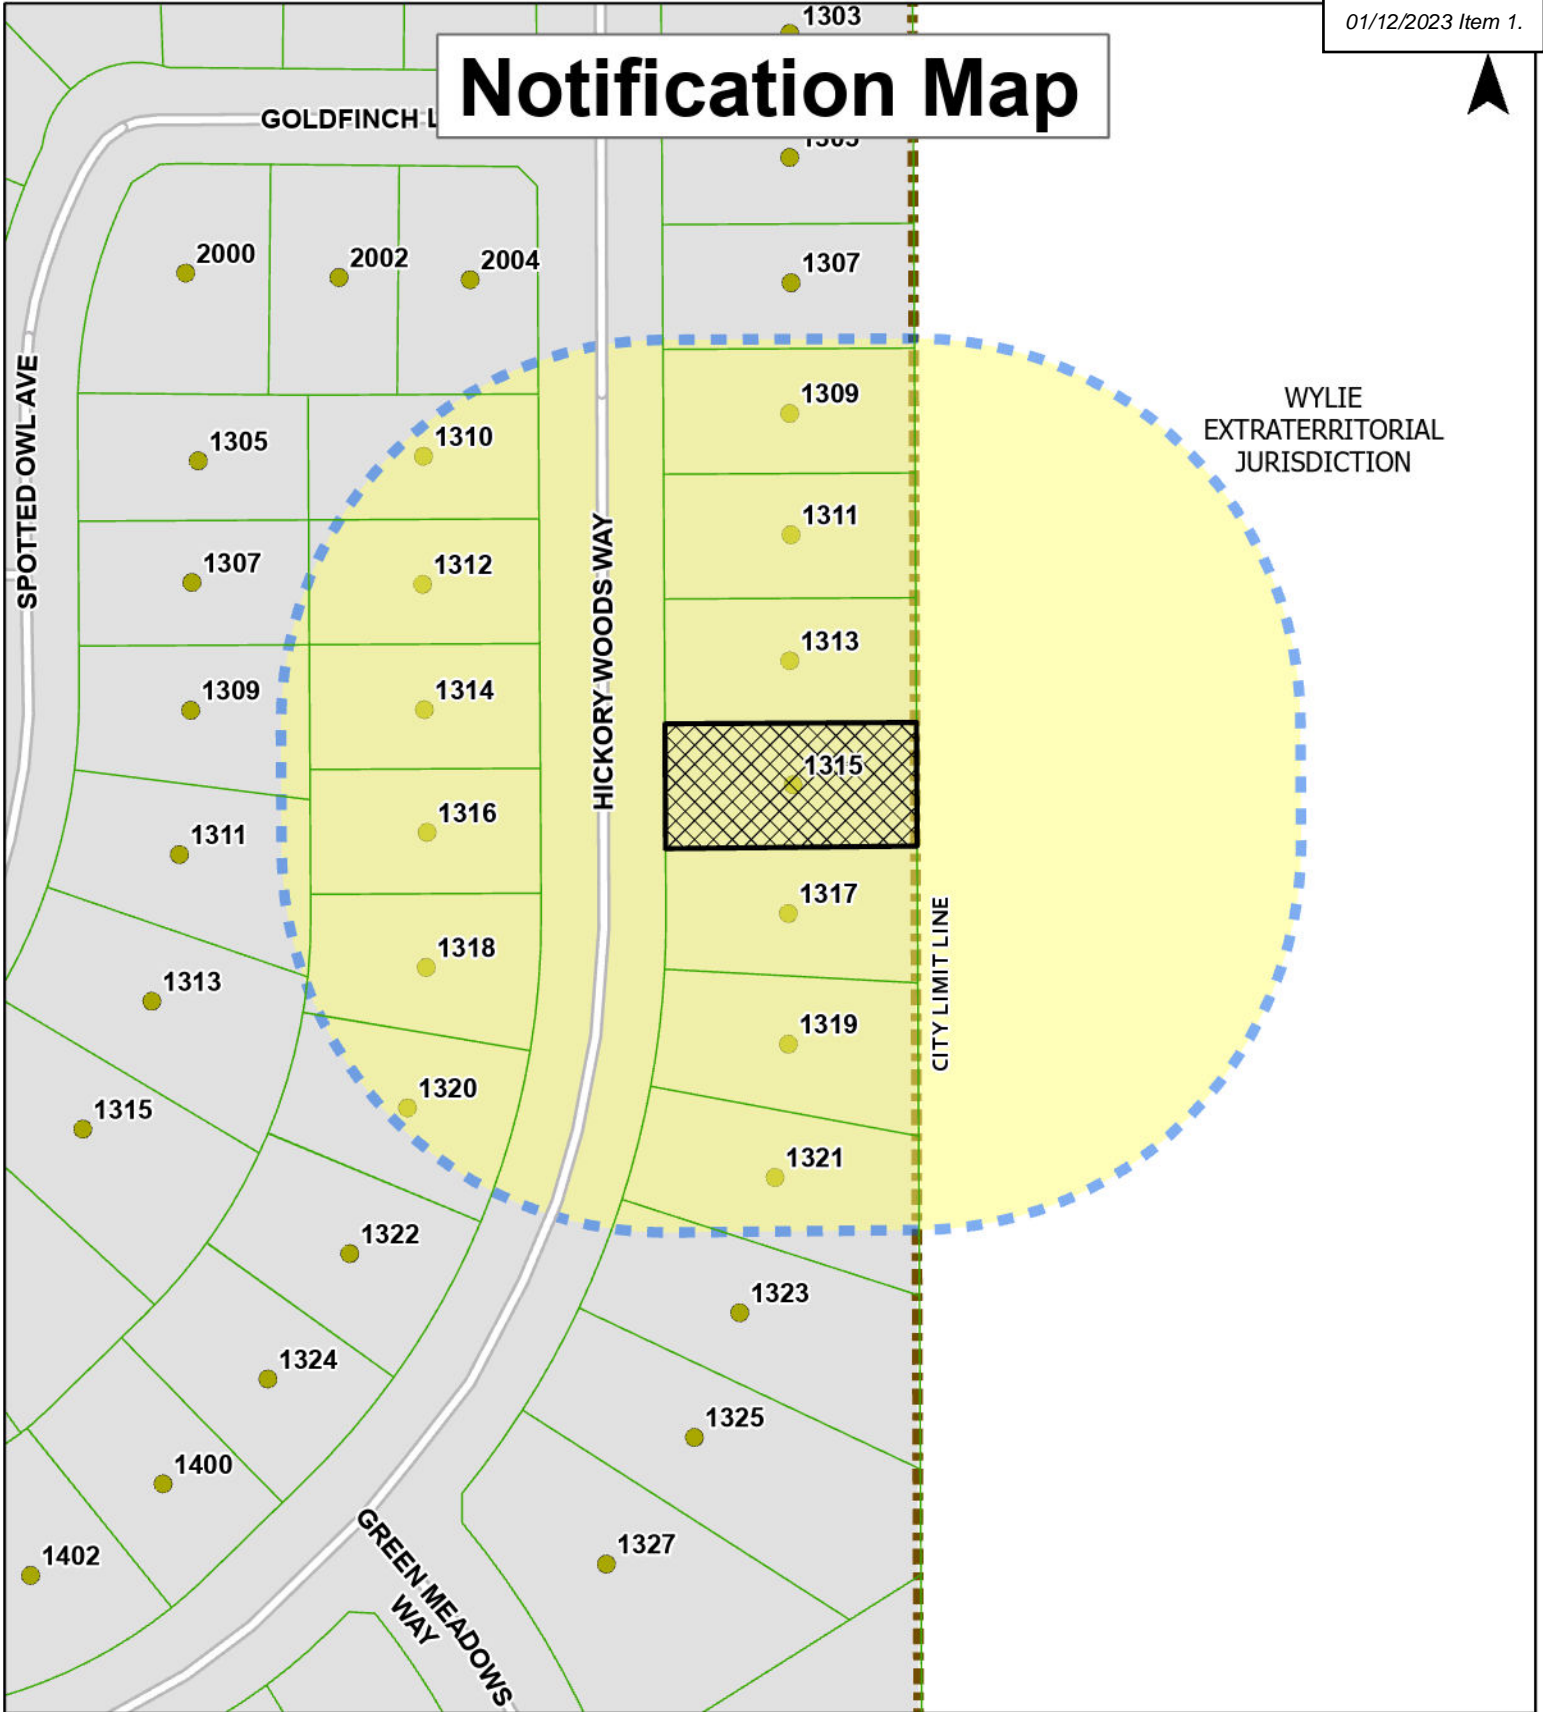 1303
01/12/2023 Item 1.
Notification Map
GOLDFINCH L
1305
2000
2002
2004
1307
SPOTTED OWL AVE
1309
WYLIE
EXTRATERRITORIAL
JURISDICTION
1305
1310
1311
HICKORY WOODS WAY
1307
1312
1313
1309
1314
1315
1316
1311
1317
CITY LIMIT LINE
1318
1313
1319
1320
1315
1321
1322
1323
1324
1325
1400
1327
GREEN MEADOWS
WAY
1402